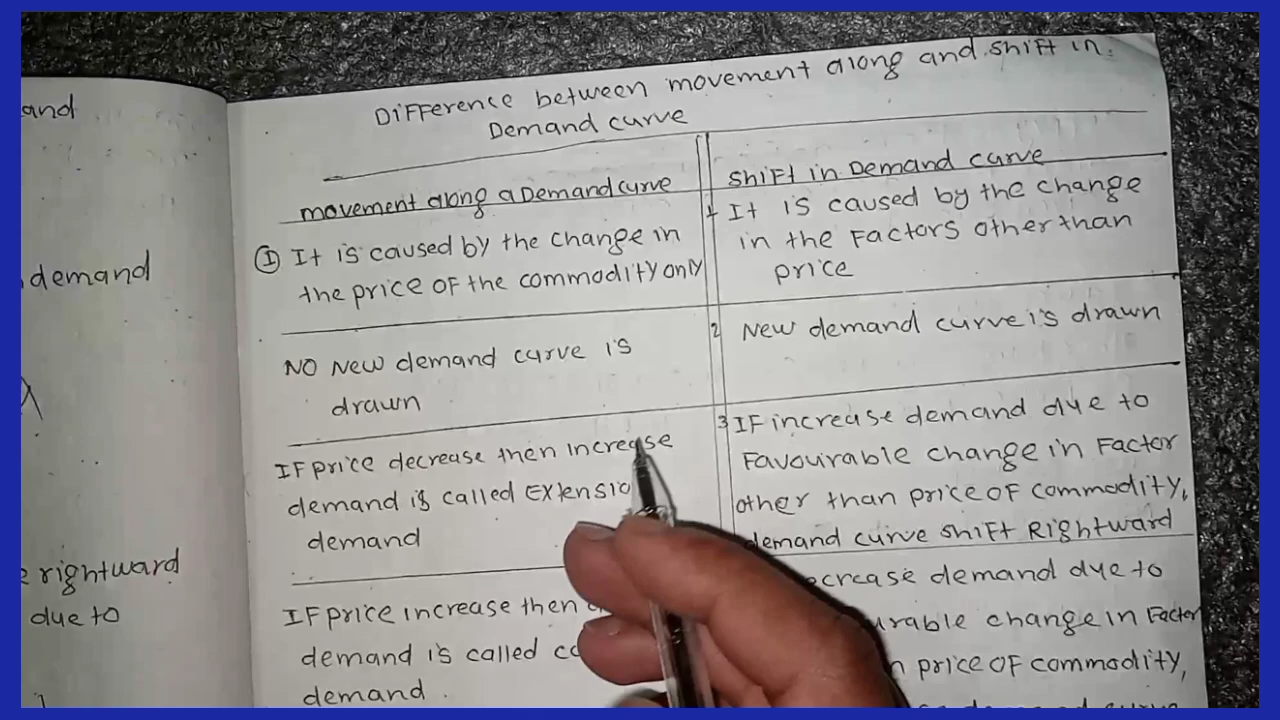 and
demand
rightward
due to
Difference between movement along and shift in
Demand curve
movement along a Demand curve
① It is caused by the change in
the price of the commodity only
NO New demand curve is
drawn
IF price decrease then increase
demand is called
demand
IF price increase then
demand is called
demand.
shift in Demand curve
1 It is caused by the change
in the Factors other than
price
2 New demand curve is drawn
3 IF increase demand due to
Favourable change in Factor
other than price of commodity,
demand curve shift Rightward
demand due to
change in Factor
price of commodity,